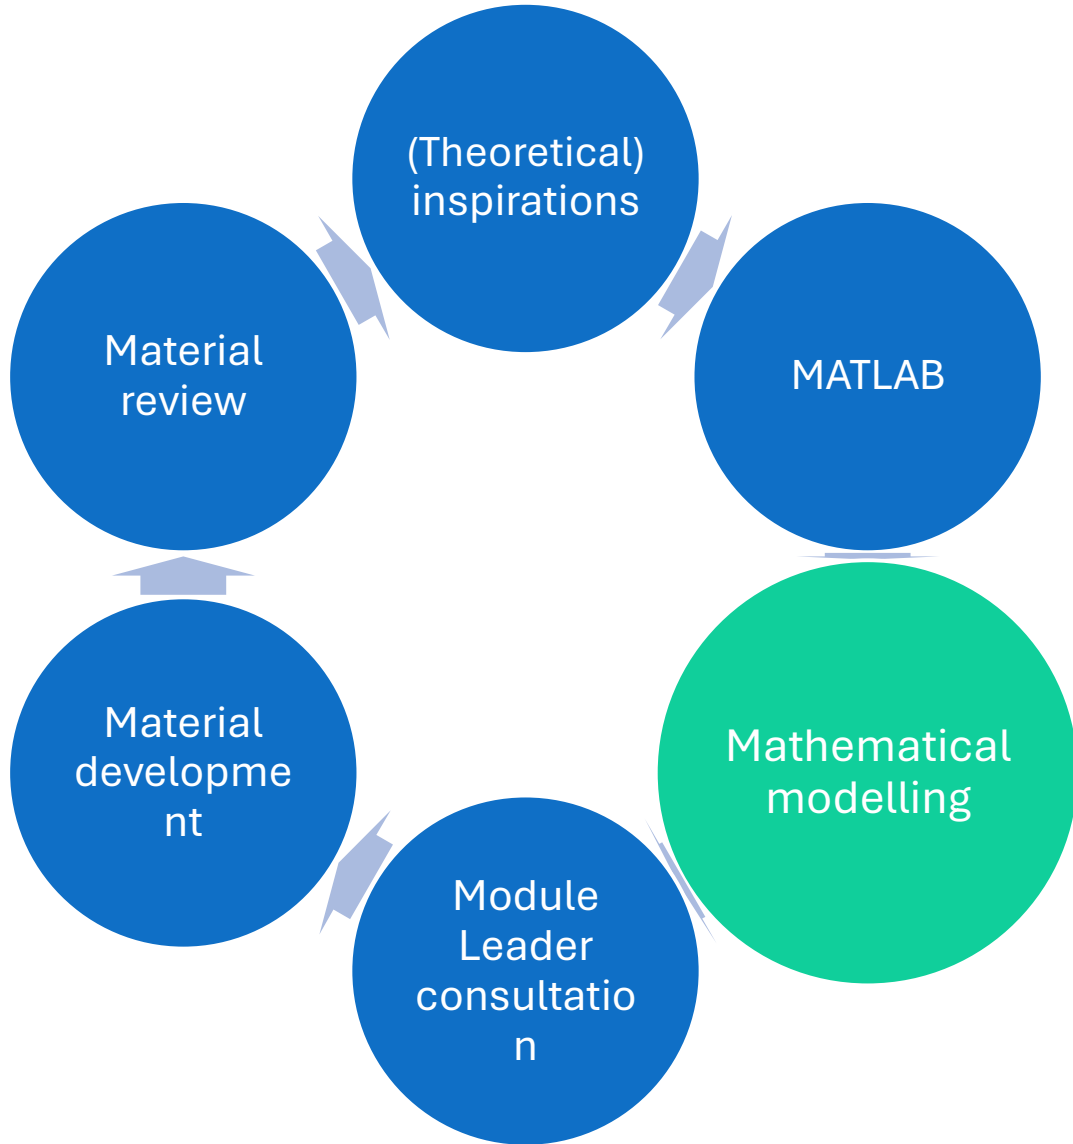 (Theoretical)
inspirations
MATLAB
Mathematical
modelling
Module
Leader
consultatio
n
Material
developme
nt
Material
review